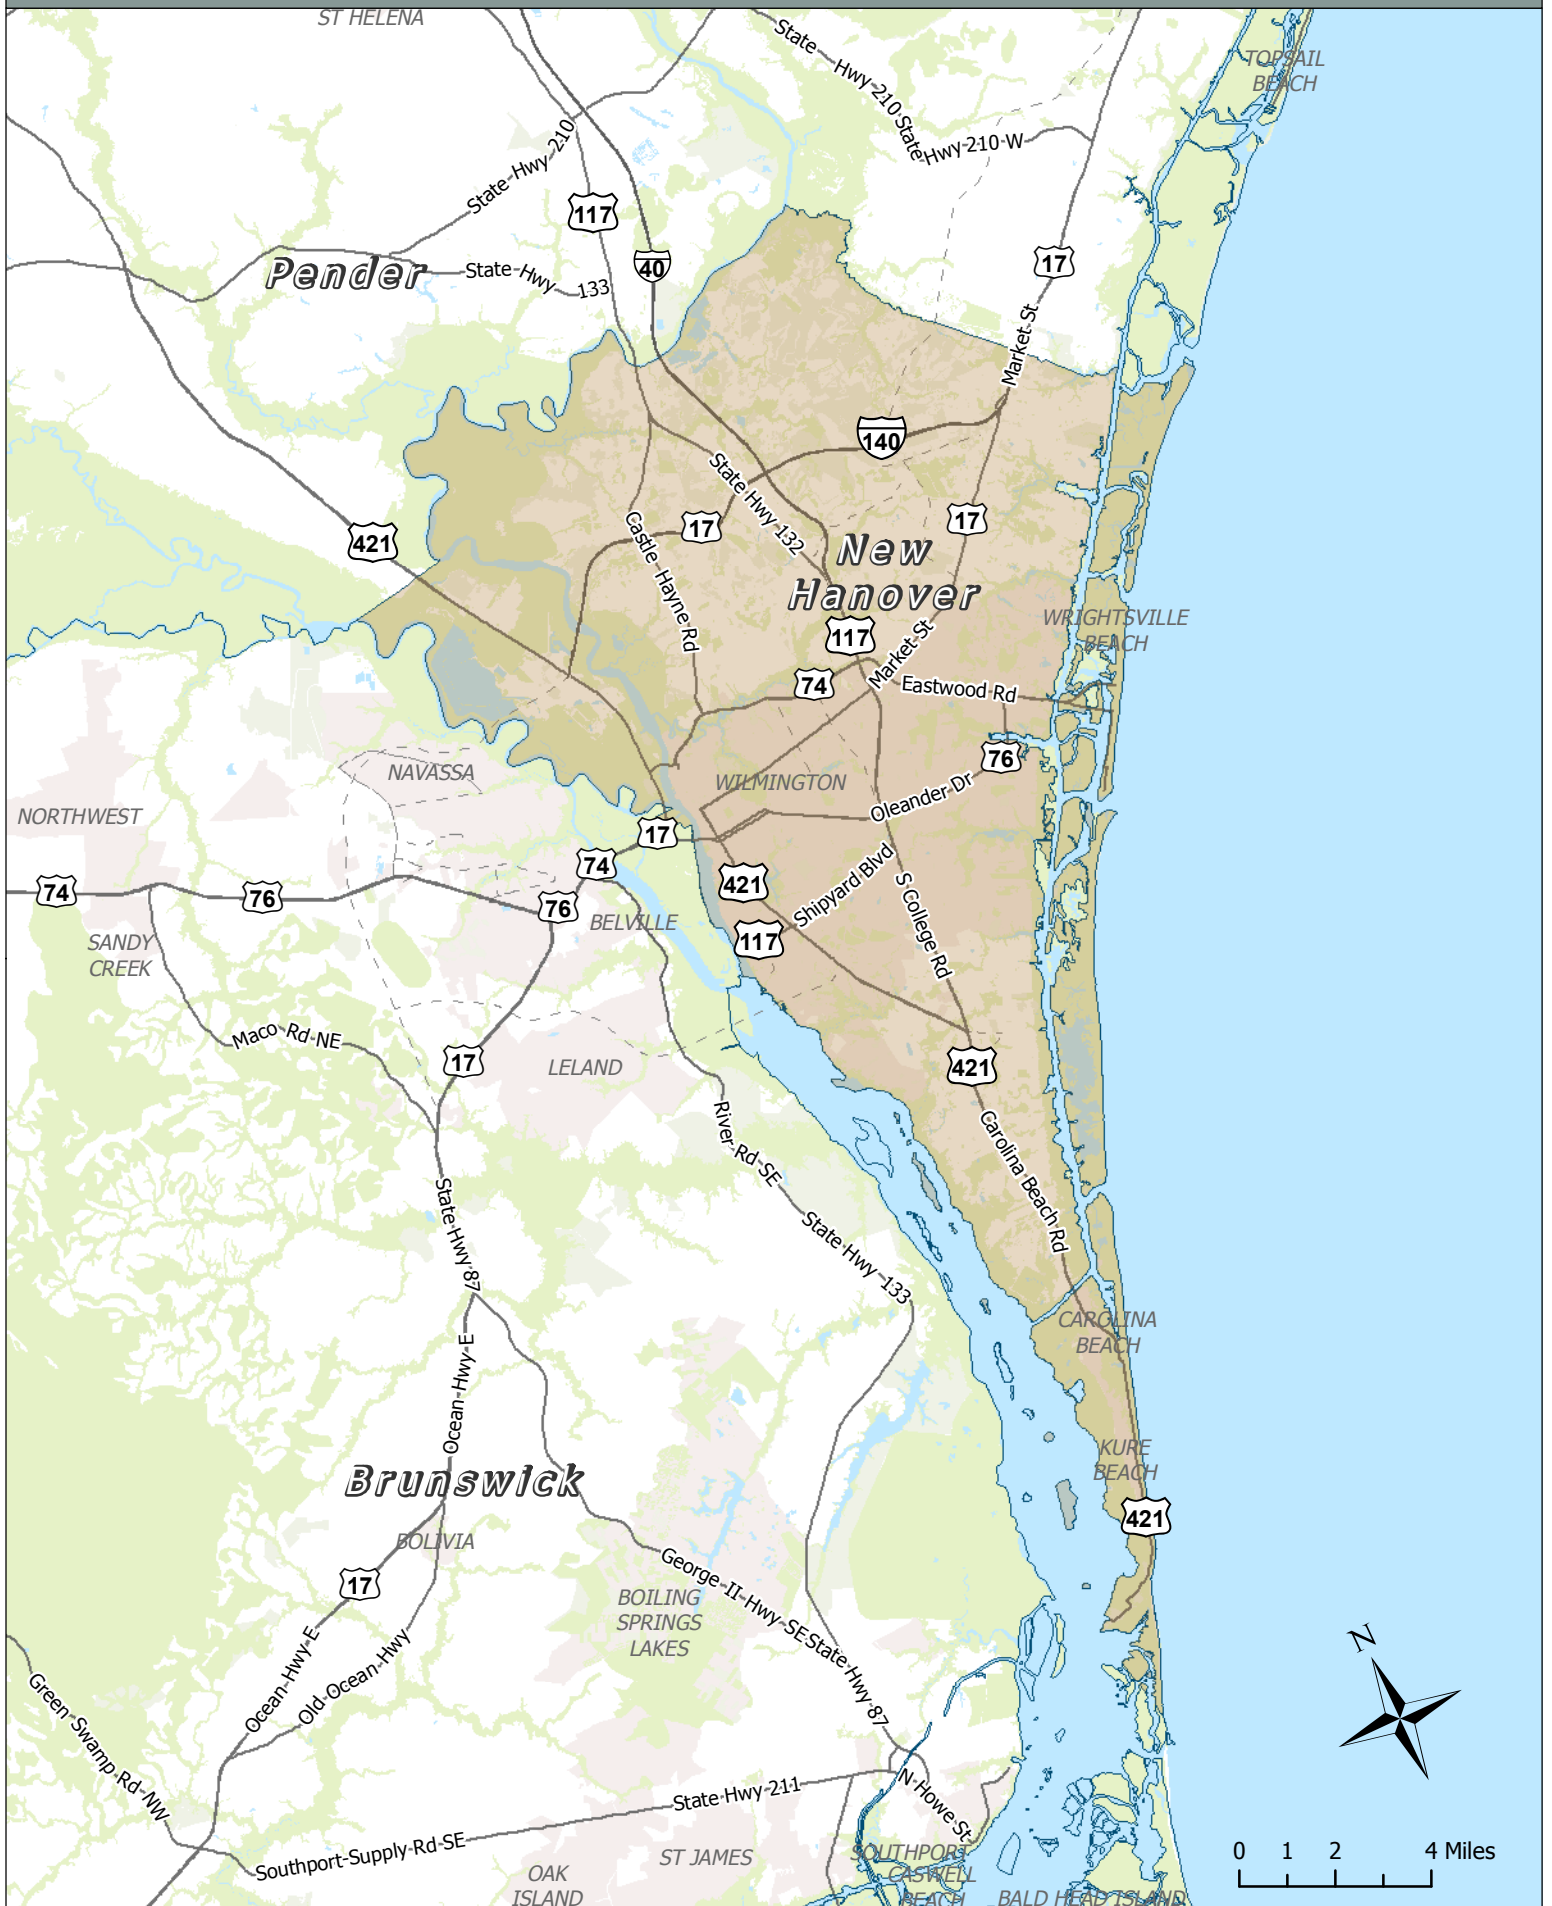 ST HELENA
State
Hwy 210
State
Hwy 210 W
TOPSAIL
BEACH
State Hwy 210
117
40
17
Pender
State Hwy
133
Market St
140
421
State Hwy 132
17
17
Castle Hayne Rd
New
Hanover
117
Market St
WRIGHTSVILLE
BEACH
74
Eastwood Rd
76
NAVASSA
WILMINGTON
NORTHWEST
Oleander Dr
17
74
74
76
76
421
Shipyard Blvd
S College Rd
117
BELVILLE
SANDY
CREEK
Maco Rd NE
17
LELAND
421
River Rd SE
Carolina Beach Rd
State Hwy 87
State Hwy 133
CAROLINA
BEACH
Ocean Hwy E
KURE
BEACH
Brunswick
421
BOLIVIA
17
George II Hwy SE
State Hwy 87
BOILING
SPRINGS
LAKES
Ocean Hwy E
Old Ocean Hwy
N
Green Swamp Rd NW
State Hwy 211
N Howe St
Southport-Supply Rd SE
0 1 2 4 Miles
OAK
ISLAND
ST JAMES
SOUTHPORT
CASWELL
BEACH
BALD HEAD ISLAND